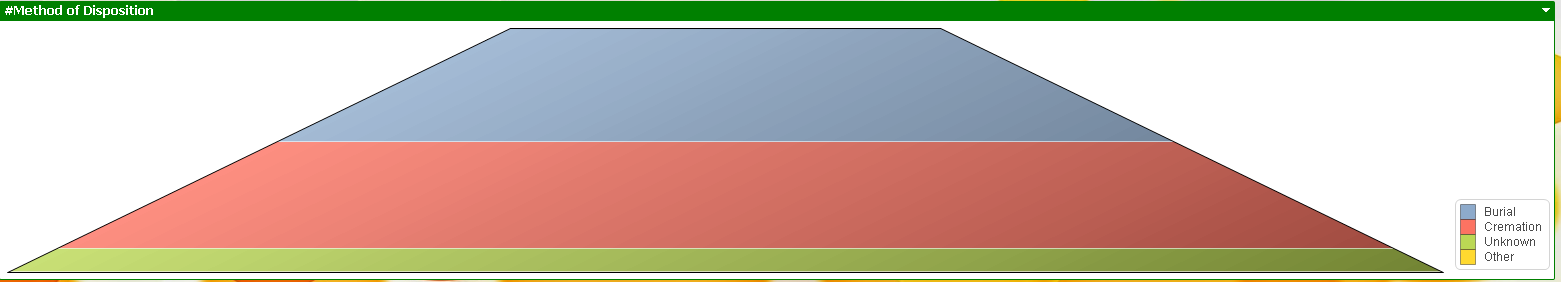 #Method of Disposition
Burial
Cremation
Unknown
Other